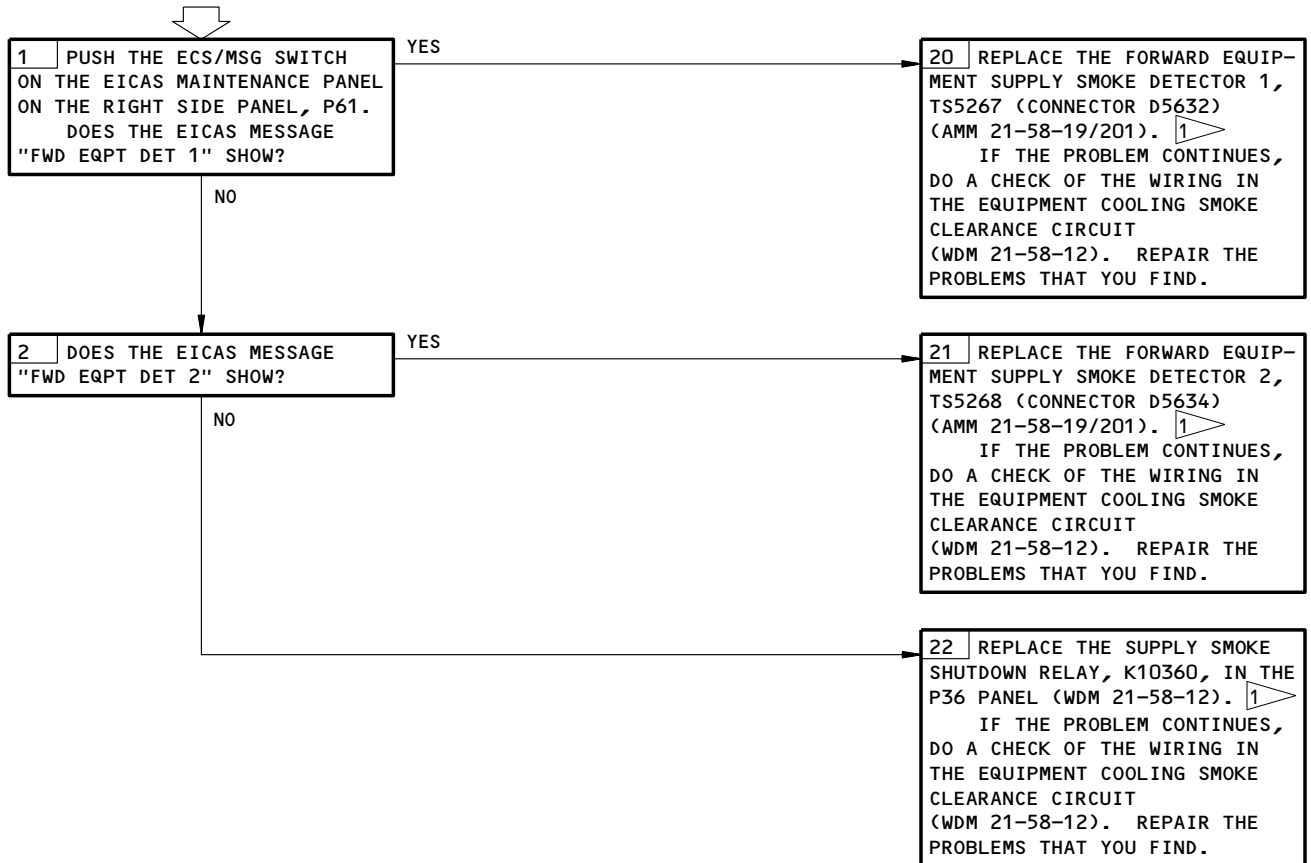 1 PUSH THE ECS/MSG SWITCH
ON THE EICAS MAINTENANCE PANEL
ON THE RIGHT SIDE PANEL, P61.
DOES THE EICAS MESSAGE
"FWD EQPT DET 1" SHOW?
YES
NO
20 REPLACE THE FORWARD EQUIP-
MENT SUPPLY SMOKE DETECTOR 1,
TS5267 (CONNECTOR D5632)
(AMM 21-58-19/201). 1
IF THE PROBLEM CONTINUES,
DO A CHECK OF THE WIRING IN
THE EQUIPMENT COOLING SMOKE
CLEARANCE CIRCUIT
(WDM 21-58-12). REPAIR THE
PROBLEMS THAT YOU FIND.
2 DOES THE EICAS MESSAGE
"FWD EQPT DET 2" SHOW?
YES
NO
21 REPLACE THE FORWARD EQUIP-
MENT SUPPLY SMOKE DETECTOR 2,
TS5268 (CONNECTOR D5634)
(AMM 21-58-19/201). 1
IF THE PROBLEM CONTINUES,
DO A CHECK OF THE WIRING IN
THE EQUIPMENT COOLING SMOKE
CLEARANCE CIRCUIT
(WDM 21-58-12). REPAIR THE
PROBLEMS THAT YOU FIND.
22 REPLACE THE SUPPLY SMOKE
SHUTDOWN RELAY, K10360, IN THE
P36 PANEL (WDM 21-58-12). 1
IF THE PROBLEM CONTINUES,
DO A CHECK OF THE WIRING IN
THE EQUIPMENT COOLING SMOKE
CLEARANCE CIRCUIT
(WDM 21-58-12). REPAIR THE
PROBLEMS THAT YOU FIND.